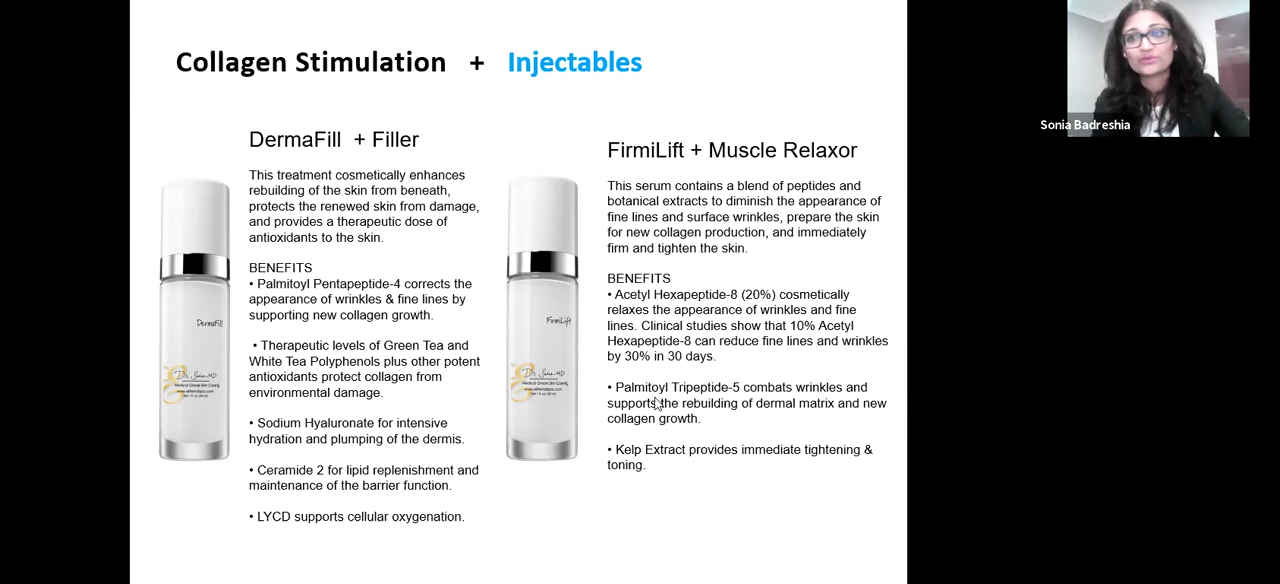 Collagen Stimulation + Injectables
Sonia Badreshia
DermaFill + Filler
This treatment cosmetically enhances
rebuilding of the skin from beneath,
protects the renewed skin from damage,
and provides a therapeutic dose of
antioxidants to the skin.
BENEFITS
• Palmitoyl Pentapeptide-4 corrects the
appearance of wrinkles & fine lines by
supporting new collagen growth.
• Therapeutic levels of Green Tea and
White Tea Polyphenols plus other potent
antioxidants protect collagen from
environmental damage.
• Sodium Hyaluronate for intensive
hydration and plumping of the dermis.
• Ceramide 2 for lipid replenishment and
maintenance of the barrier function.
• LYCD supports cellular oxygenation.
FirmiLift + Muscle Relaxor
This serum contains a blend of peptides and
botanical extracts to diminish the appearance of
fine lines and surface wrinkles, prepare the skin
for new collagen production, and immediately
firm and tighten the skin.
BENEFITS
• Acetyl Hexapeptide-8 (20%) cosmetically
relaxes the appearance of wrinkles and fine
lines. Clinical studies show that 10% Acetyl
Hexapeptide-8 can reduce fine lines and wrinkles
by 30% in 30 days.
• Palmitoyl Tripeptide-5 combats wrinkles and
supports the rebuilding of dermal matrix and new
collagen growth.
• Kelp Extract provides immediate tightening &
toning.
DermaFill
FirmiLift